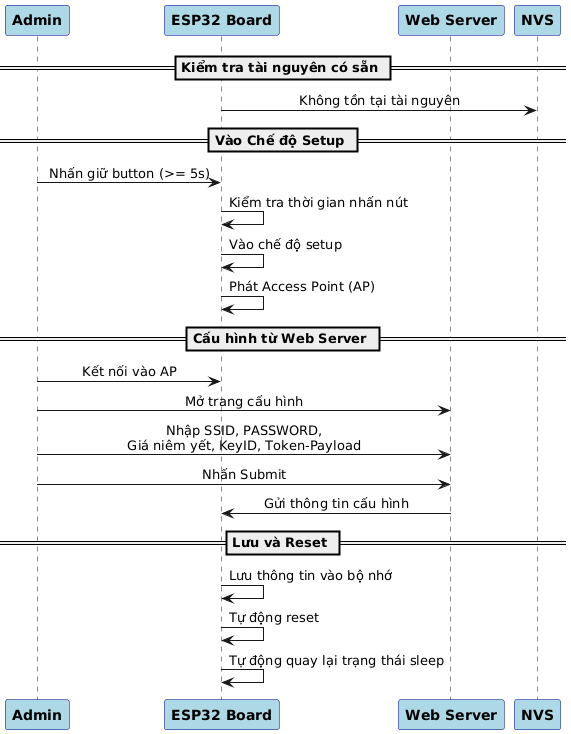 Admin ESP32 Board Web Server NVS
Kiểm tra tài nguyên có sẵn
Không tồn tại tài nguyên
Vào Chế độ Setup
Nhấn giữ button (>= 5s)
Kiểm tra thời gian nhấn nút
Vào chế độ setup
Phát Access Point (AP)
Cấu hình từ Web Server
Kết nối vào AP
Mở trang cấu hình
Nhập SSID, PASSWORD,
Giá niêm yết, KeyID, Token-Payload
Nhấn Submit
Gửi thông tin cấu hình
Lưu và Reset
Lưu thông tin vào bộ nhớ
Tự động reset
Tự động quay lại trạng thái sleep
Admin ESP32 Board Web Server NVS